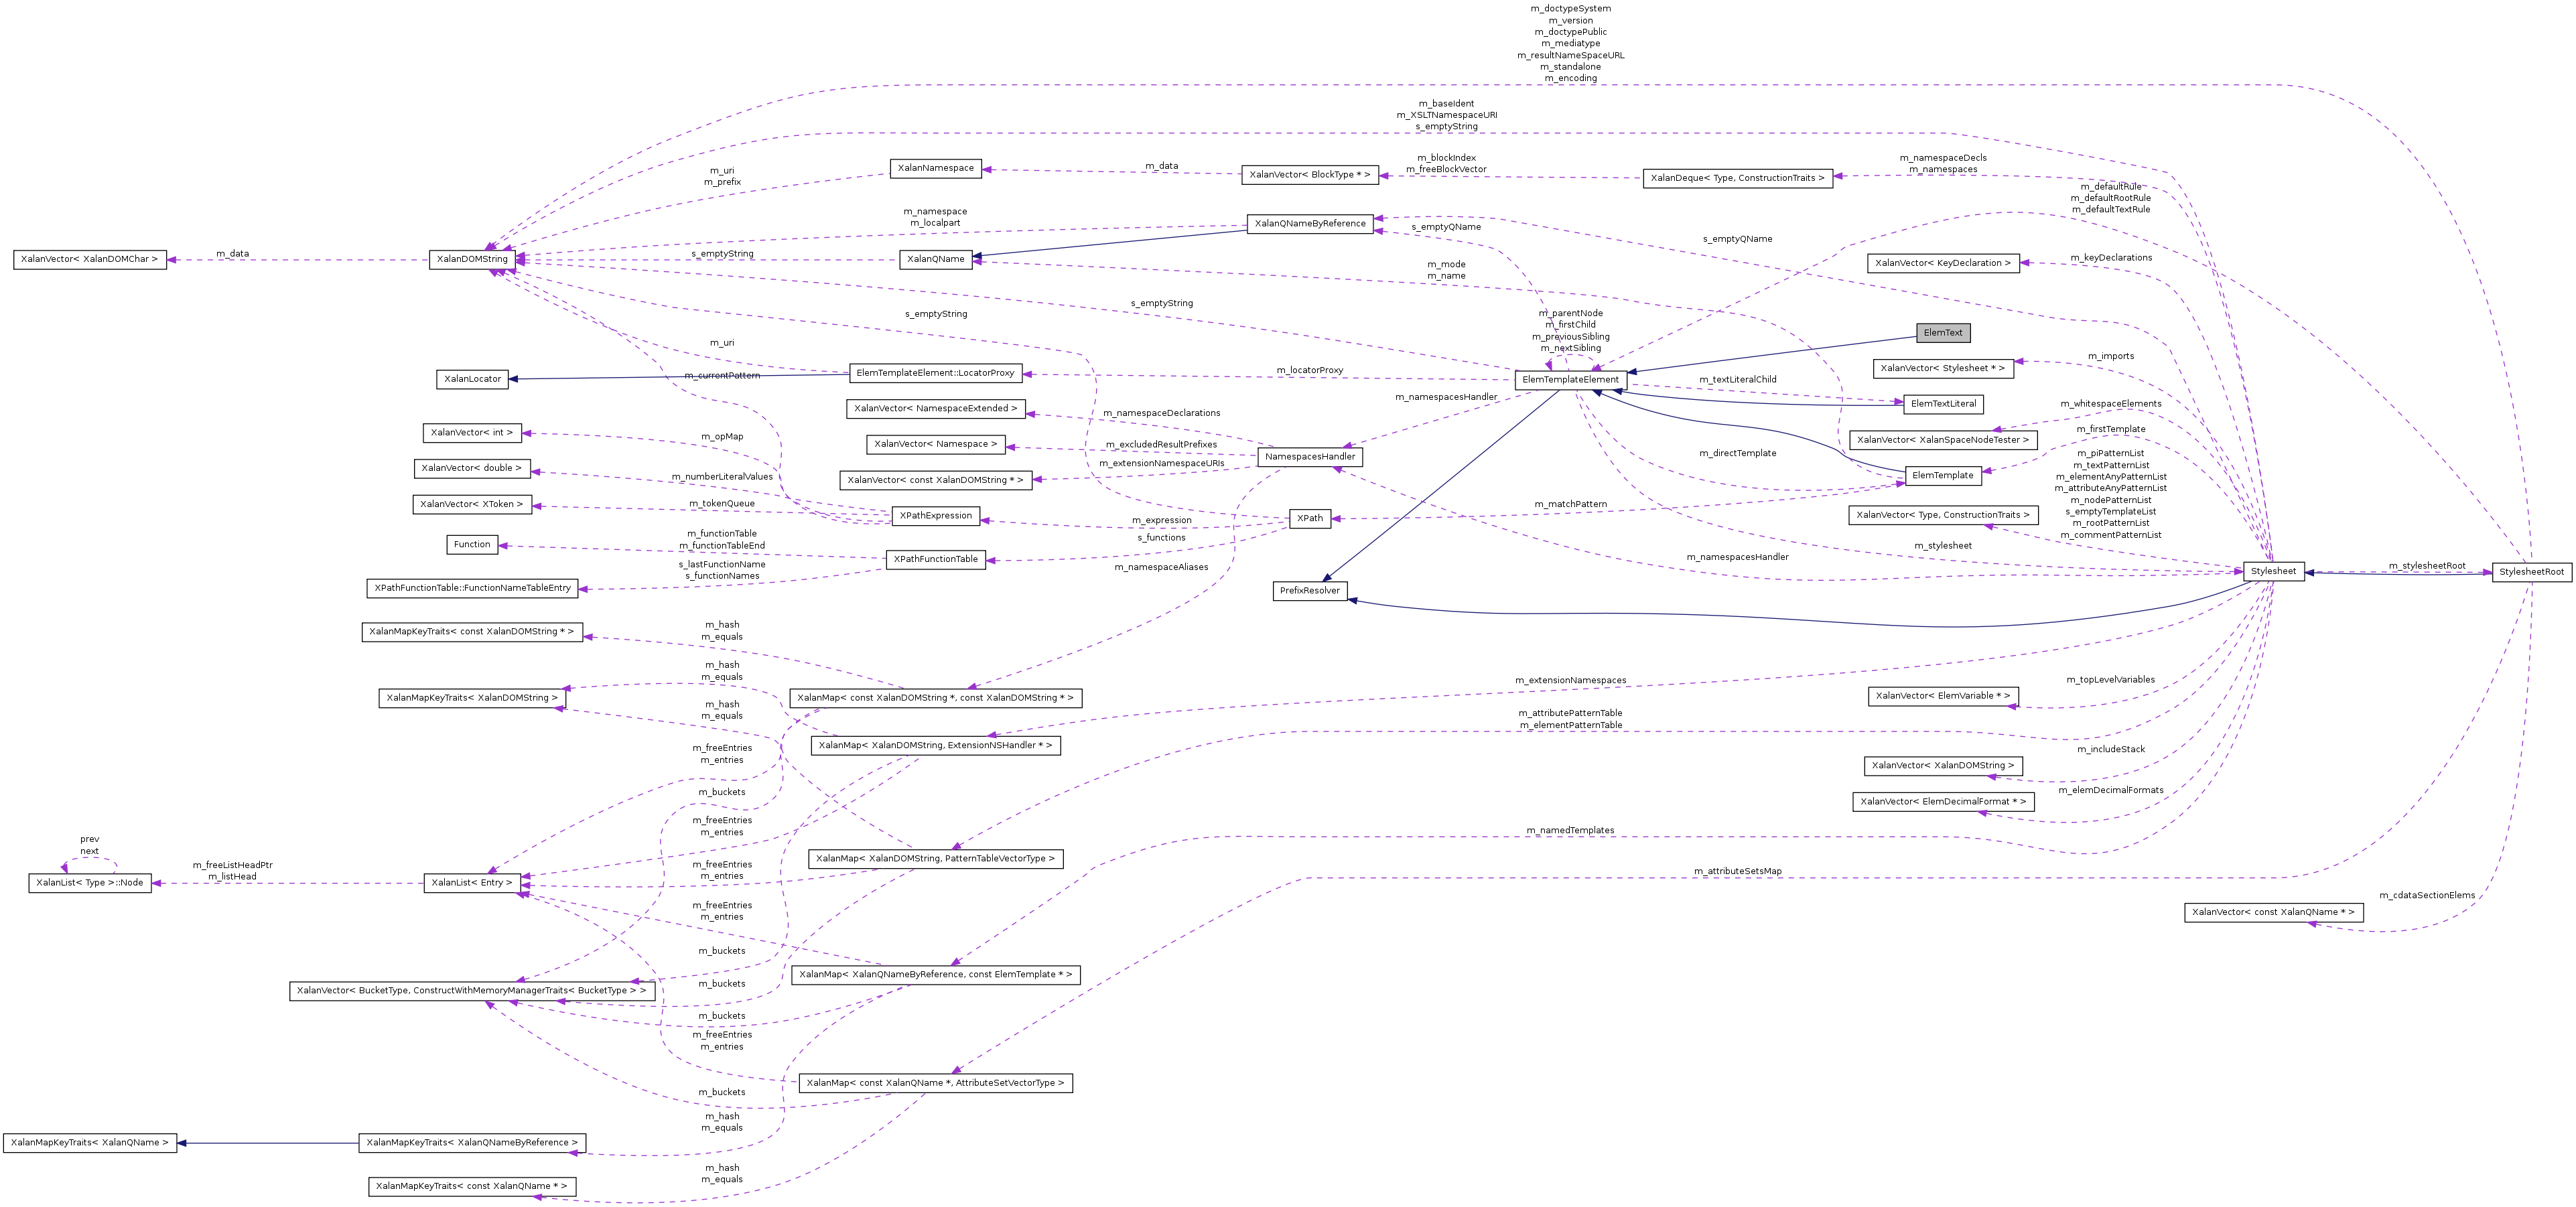 m_doctypeSystem
m_version
m_doctypePublic
m_mediatype
m_resultNameSpaceURL
m_standalone
m_encoding
m_baseIdent
m_XSLTNamespaceURI
s_emptyString
XalanNamespace
m_uri
m_prefix
m_data
XalanVector< BlockType * >
m_blockIndex
m_freeBlockVector
XalanDeque< Type, ConstructionTraits >
m_namespaceDecls
m_namespaces
m_defaultRule
m_defaultRootRule
m_defaultTextRule
m_namespace
m_localpart
XalanQNameByReference
s_emptyQName
s_emptyQName
XalanVector< XalanDOMChar >
m_data
XalanDOMString
s_emptyString
XalanQName
m_mode
m_name
XalanVector< KeyDeclaration >
m_keyDeclarations
s_emptyString
s_emptyString
m_parentNode
m_firstChild
m_previousSibling
m_nextSibling
ElemText
m_uri
XalanLocator
m_currentPattern
ElemTemplateElement::LocatorProxy
m_locatorProxy
ElemTemplateElement
m_textLiteralChild
XalanVector< Stylesheet * >
m_imports
ElemTextLiteral
XalanVector< NamespaceExtended >
m_namespaceDeclarations
m_namespacesHandler
m_whitespaceElements
XalanVector< int >
m_opMap
XalanVector< Namespace >
m_excludedResultPrefixes
NamespacesHandler
m_directTemplate
XalanVector< XalanSpaceNodeTester >
m_firstTemplate
XalanVector< double >
m_numberLiteralValues
XalanVector< const XalanDOMString * >
m_extensionNamespaceURIs
ElemTemplate
m_piPatternList
m_textPatternList
m_elementAnyPatternList
m_attributeAnyPatternList
m_nodePatternList
s_emptyTemplateList
m_rootPatternList
m_commentPatternList
XalanVector< XToken >
m_tokenQueue
XPathExpression
m_expression
XPath
m_matchPattern
XalanVector< Type, ConstructionTraits >
Function
m_functionTable
m_functionTableEnd
XPathFunctionTable
s_functions
m_stylesheet
m_namespacesHandler
XPathFunctionTable::FunctionNameTableEntry
s_lastFunctionName
s_functionNames
m_namespaceAliases
PrefixResolver
Stylesheet
m_stylesheetRoot
StylesheetRoot
XalanMapKeyTraits< const XalanDOMString * >
m_hash
m_equals
m_hash
m_equals
XalanMapKeyTraits< XalanDOMString >
XalanMap< const XalanDOMString *, const XalanDOMString * >
m_extensionNamespaces
XalanVector< ElemVariable * >
m_topLevelVariables
m_hash
m_equals
m_attributePatternTable
m_elementPatternTable
XalanMap< XalanDOMString, ExtensionNSHandler * >
m_freeEntries
m_entries
XalanVector< XalanDOMString >
m_includeStack
m_buckets
XalanVector< ElemDecimalFormat * >
m_elemDecimalFormats
m_freeEntries
m_entries
m_namedTemplates
prev
next
XalanMap< XalanDOMString, PatternTableVectorType >
m_freeEntries
m_entries
XalanList< Type >::Node
m_freeListHeadPtr
m_listHead
XalanList< Entry >
m_attributeSetsMap
m_cdataSectionElems
XalanVector< const XalanQName * >
m_freeEntries
m_entries
m_buckets
XalanMap< XalanQNameByReference, const ElemTemplate * >
XalanVector< BucketType, ConstructWithMemoryManagerTraits< BucketType > >
m_buckets
m_buckets
m_freeEntries
m_entries
XalanMap< const XalanQName *, AttributeSetVectorType >
m_buckets
m_hash
m_equals
XalanMapKeyTraits< XalanQName >
XalanMapKeyTraits< XalanQNameByReference >
m_hash
m_equals
XalanMapKeyTraits< const XalanQName * >